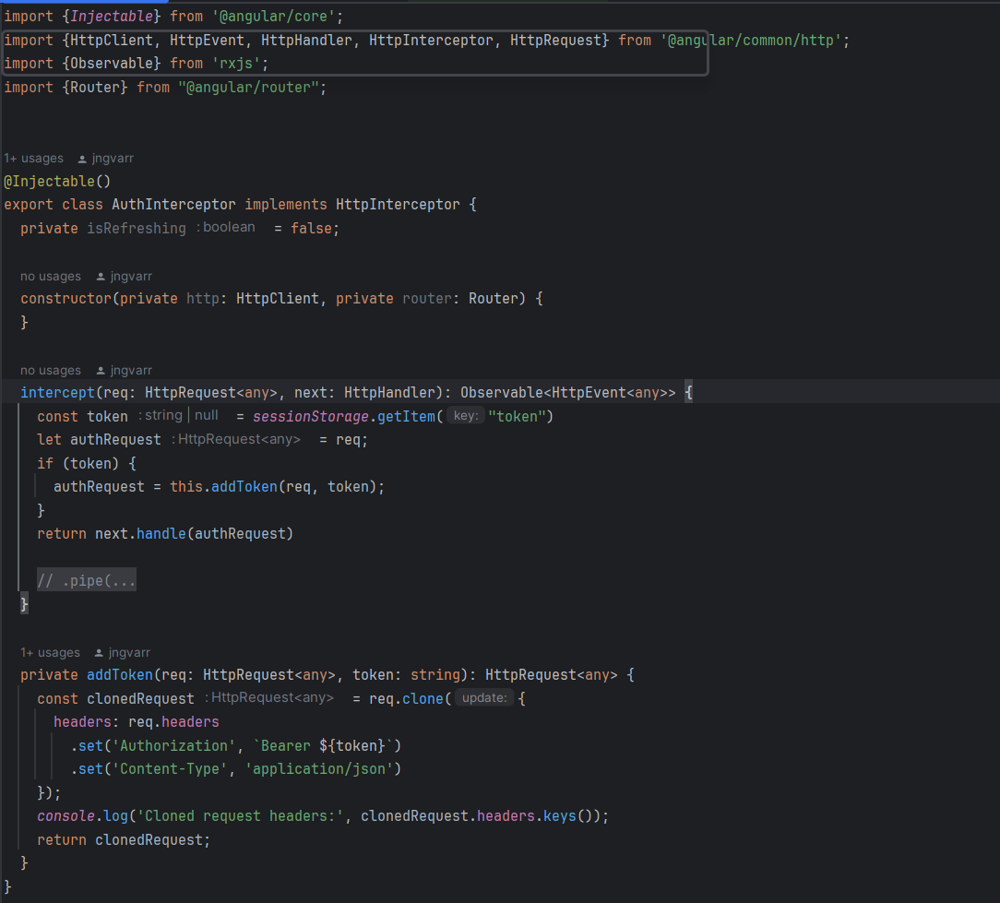 import {Injectable} from '@angular/core';
import {HttpClient, HttpEvent, HttpHandler, HttpInterceptor, HttpRequest} from '@angular/common/http';
import {Observable} from 'rxjs';
import {Router} from "@angular/router";
1+ usages jngvarr
@Injectable()
export class AuthInterceptor implements HttpInterceptor {
private isRefreshing : boolean = false;
no usages jngvarr
constructor(private http: HttpClient, private router: Router) {
}
no usages jngvarr
intercept(req: HttpRequest<any>, next: HttpHandler): Observable<HttpEvent<any>> {
const token : string | null = sessionStorage.getItem( key: "token")
let authRequest : HttpRequest<any> = req;
if (token) {
authRequest = this.addToken(req, token);
}
return next.handle(authRequest)
// .pipe(...
}
1+ usages jngvarr
private addToken(req: HttpRequest<any>, token: string): HttpRequest<any> {
const clonedRequest : HttpRequest<any> = req.clone( update: {
headers: req.headers
.set('Authorization', `Bearer ${token}`)
.set('Content-Type', 'application/json')
});
console.log('Cloned request headers:', clonedRequest.headers.keys());
return clonedRequest;
}
}